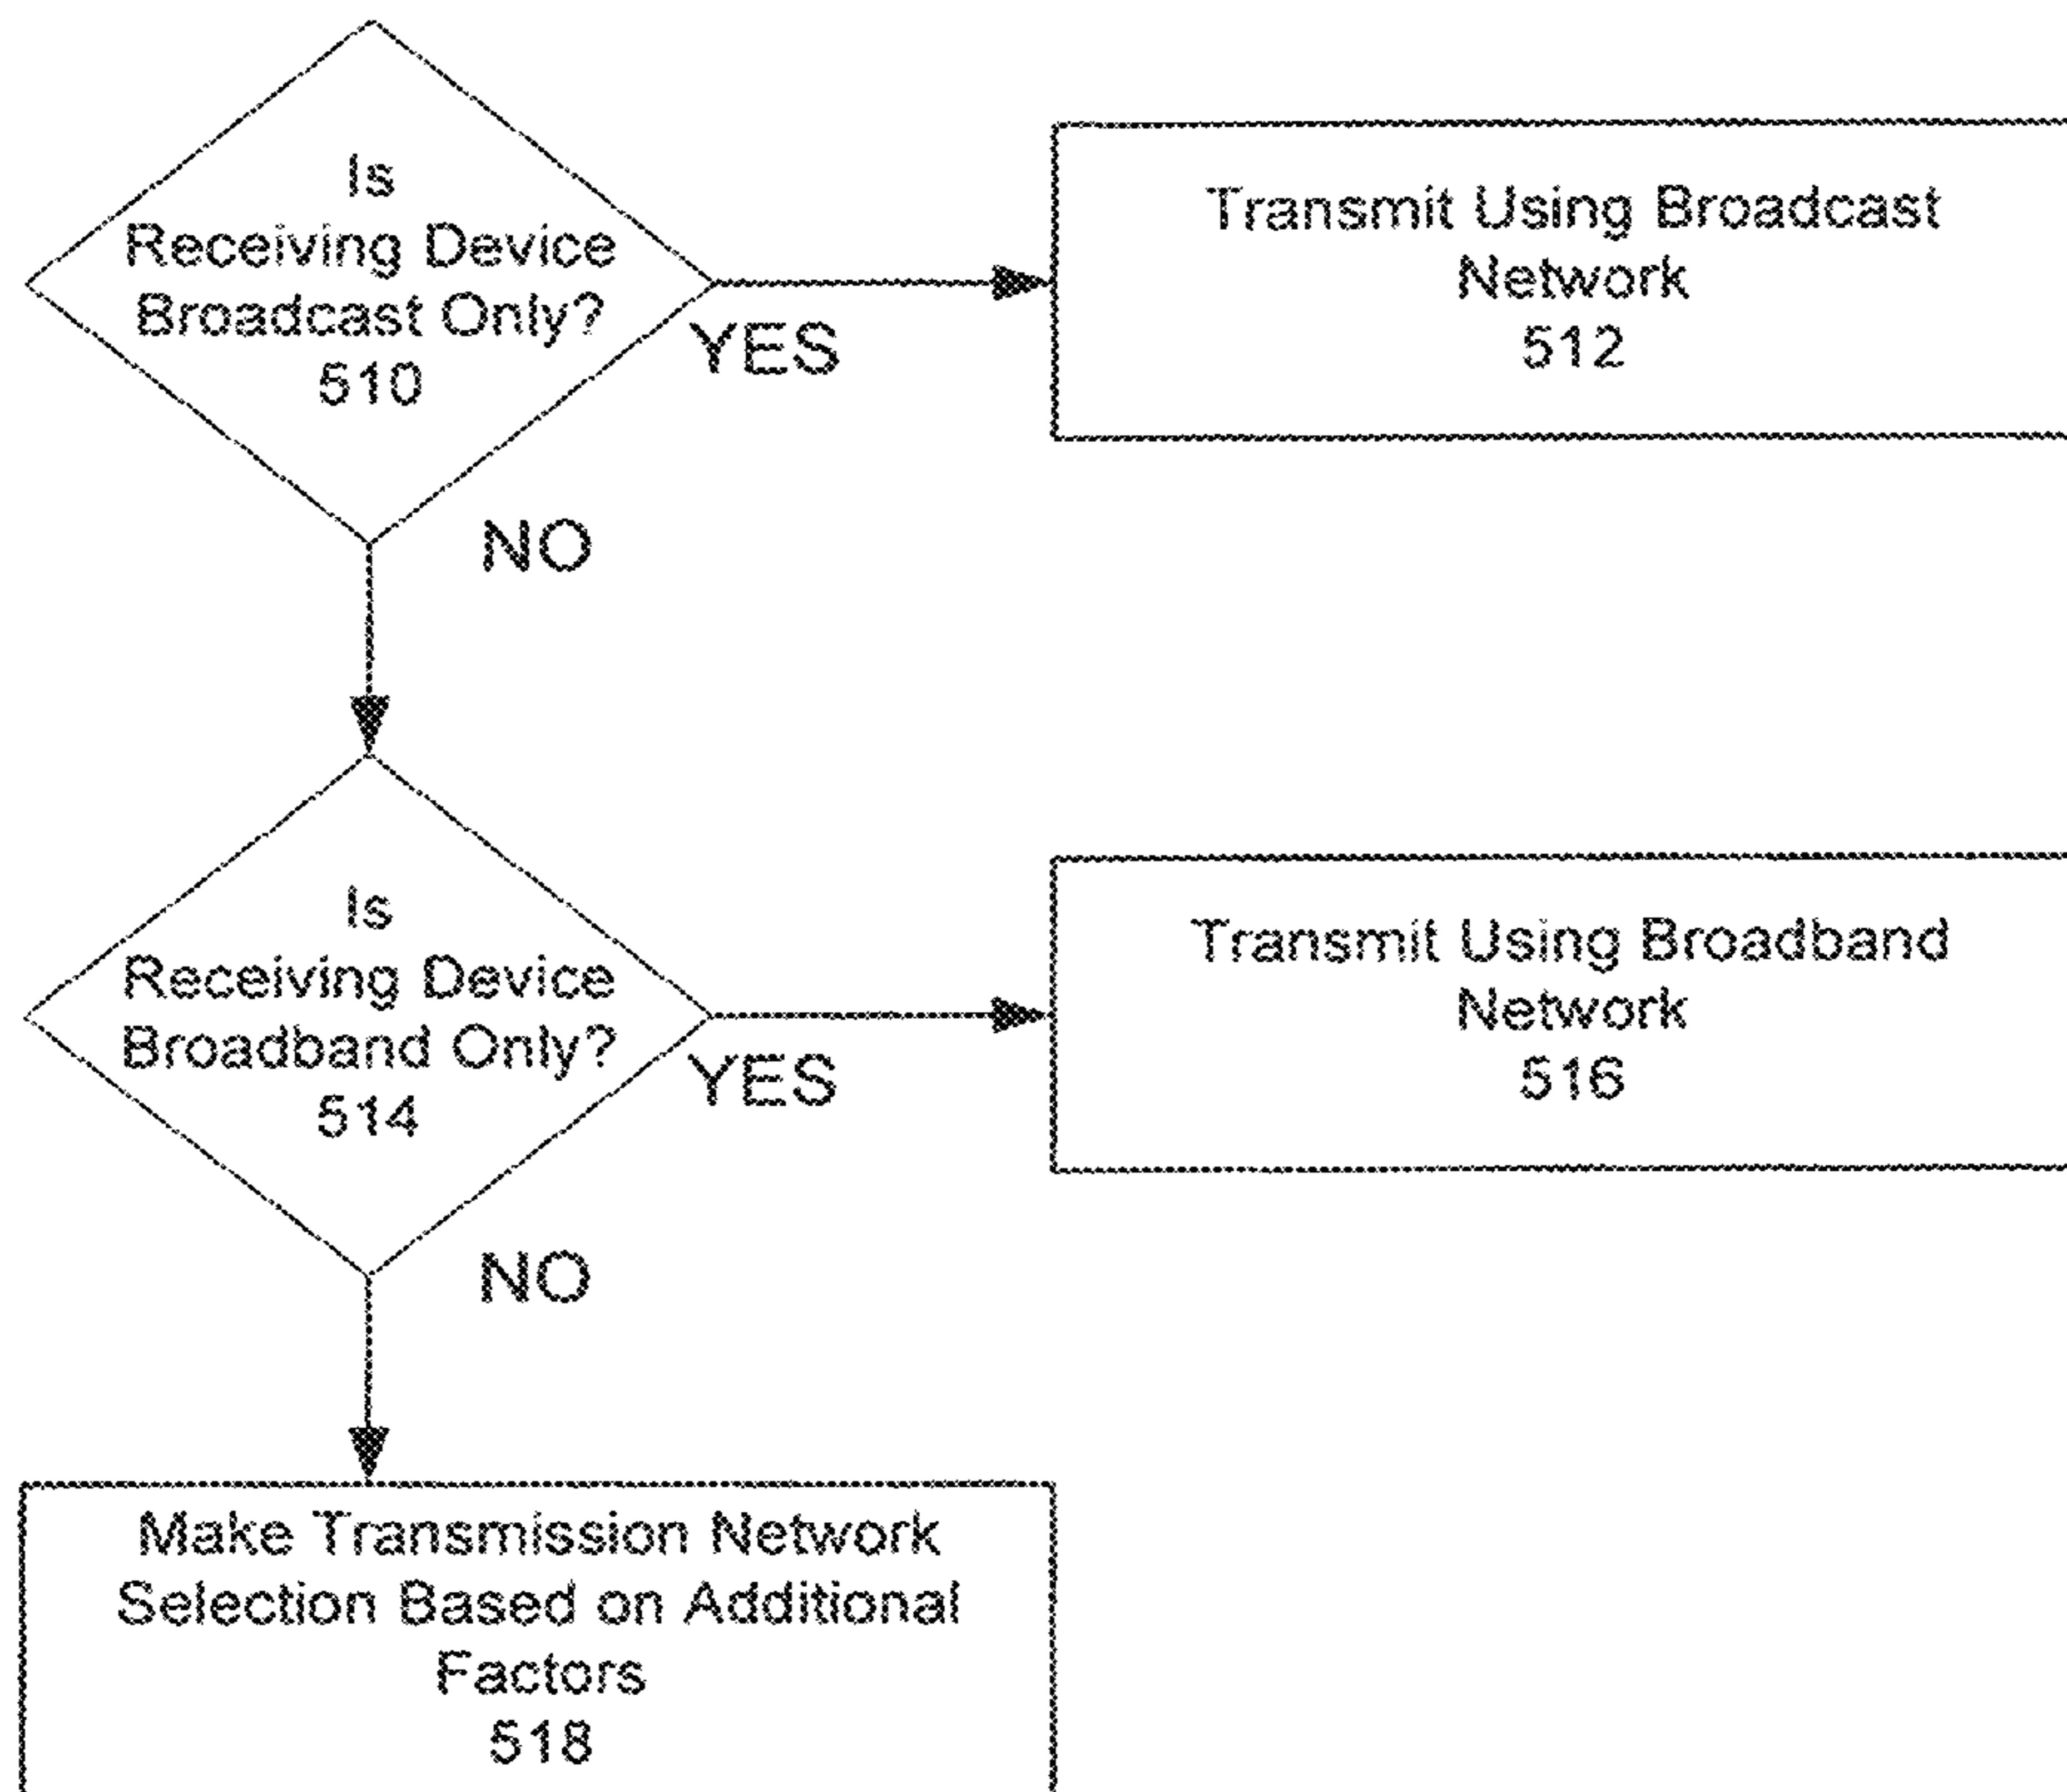 Is
Receiving Device
Broadcast Only?
510
YES
NO
Transmit Using Broadcast
Network
512
Is
Receiving Device
Broadband Only?
514
YES
NO
Transmit Using Broadband
Network
516
Make Transmission Network
Selection Based on Additional
Factors
518